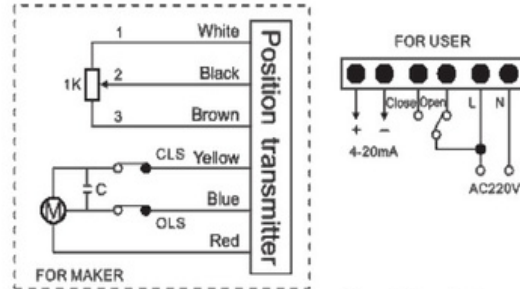 1 White
1K 2 Black
3 Brown
Position transmitter
CLS Yellow
C
M
Blue
OLS
Red
FOR MAKER
FOR USER
Close Open L N
+ −
4-20mA
AC220V